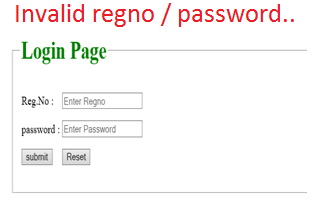 Invalid regno / password..
Login Page
Reg.No : Enter Regno
password : Enter Password
submit Reset